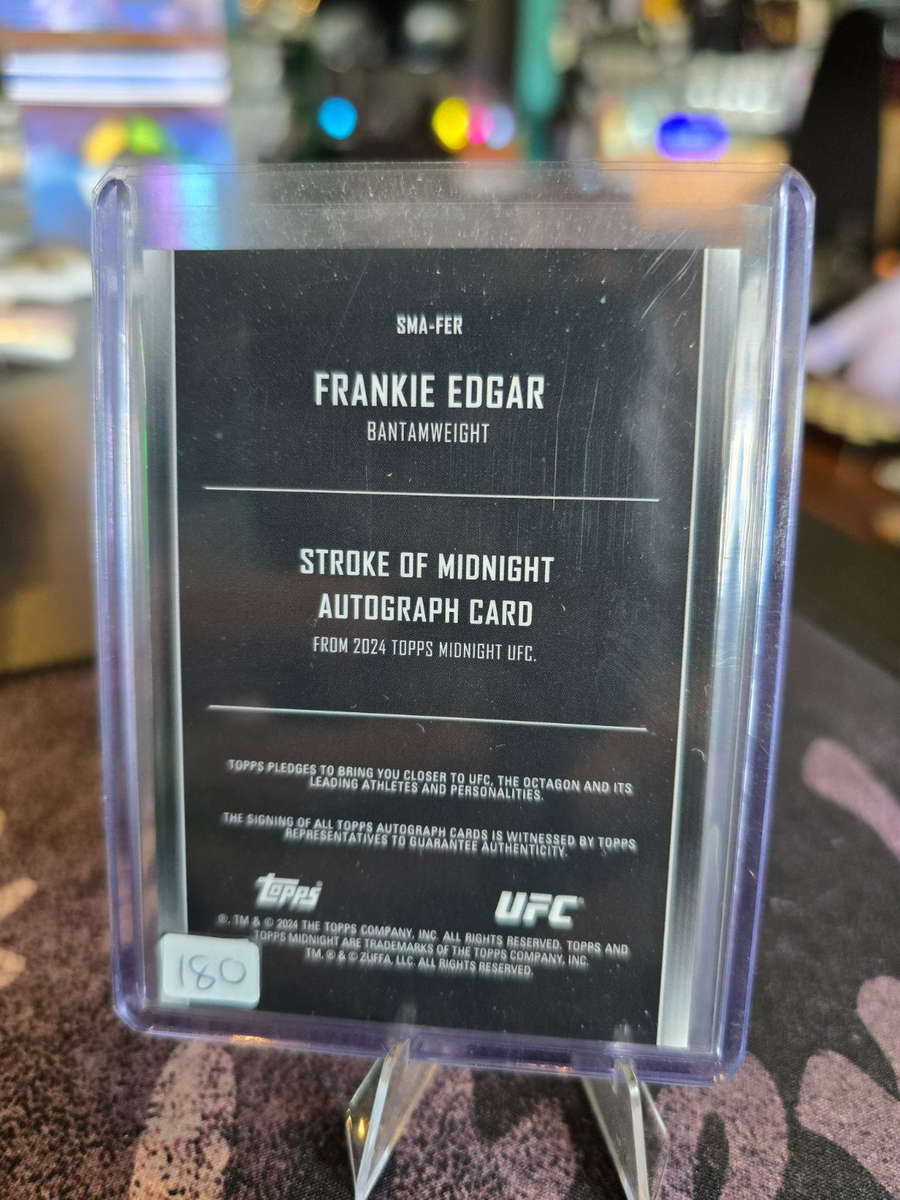 SMA-FER
FRANKIE EDGAR
BANTAMWEIGHT
STROKE OF MIDNIGHT
AUTOGRAPH CARD
FROM 2024 TOPPS MIDNIGHT UFC.
TOPPS PLEDGES TO BRING YOU CLOSER TO UFC, THE OCTAGON AND ITS
LEADING ATHLETES AND PERSONALITIES.
THE SIGNING OF ALL TOPPS AUTOGRAPH CARDS IS WITNESSED BY TOPPS
REPRESENTATIVES TO GUARANTEE AUTHENTICITY.
topps
UFC
®, TM & © 2024 THE TOPPS COMPANY, INC. ALL RIGHTS RESERVED. TOPPS AND
TOPPS MIDNIGHT ARE TRADEMARKS OF THE TOPPS COMPANY, INC.
TM, ® & © ZUFFA, LLC. ALL RIGHTS RESERVED.
180